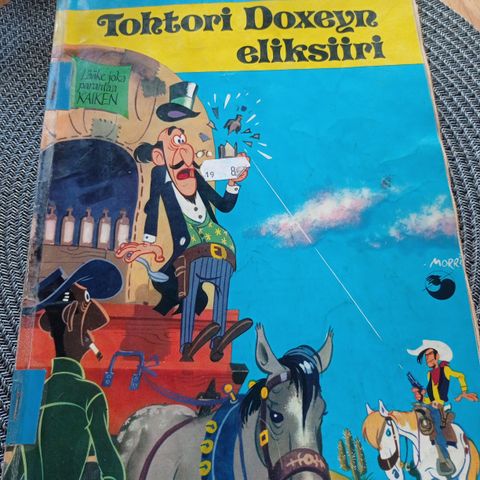 Tohtori Doxeyn
eliksiiri
Lääke joka
parantaa
KAIKEN
19 8
MORRIS